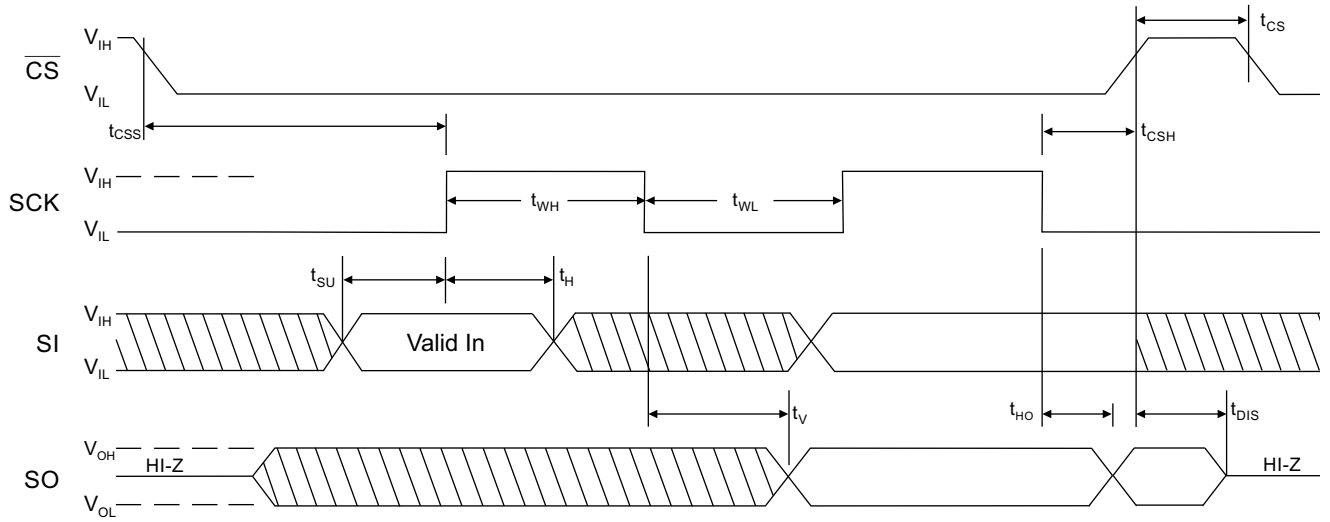 tCS
VIH
CS
VIL
tCSS
tCSH
VIH
SCK
tWH
tWL
VIL
tSU
tH
VIH
SI
Valid In
VIL
tV
tHO
tDIS
VOH
HI-Z
HI-Z
SO
VOL